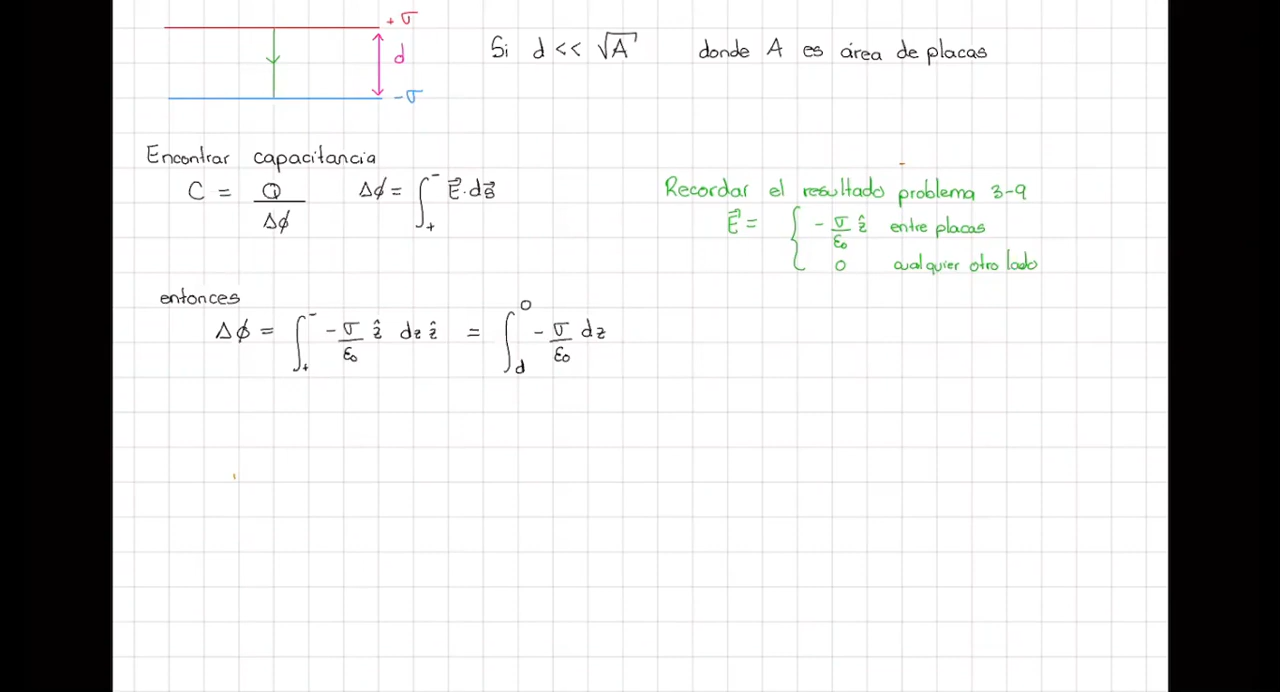 +σ
d
-σ
Si d << √A donde A es área de placas
Encontrar capacitancia
C = Q/Δϕ Δϕ = ∫₊⁻ E⃗·ds⃗
Recordar el resultado problema 3-9
E⃗ = { -σ/ε₀ ẑ entre placas
0 cualquier otro lado
entonces
Δϕ = ∫₊⁻ -σ/ε₀ ẑ dz ẑ = ∫_d^0 -σ/ε₀ dz